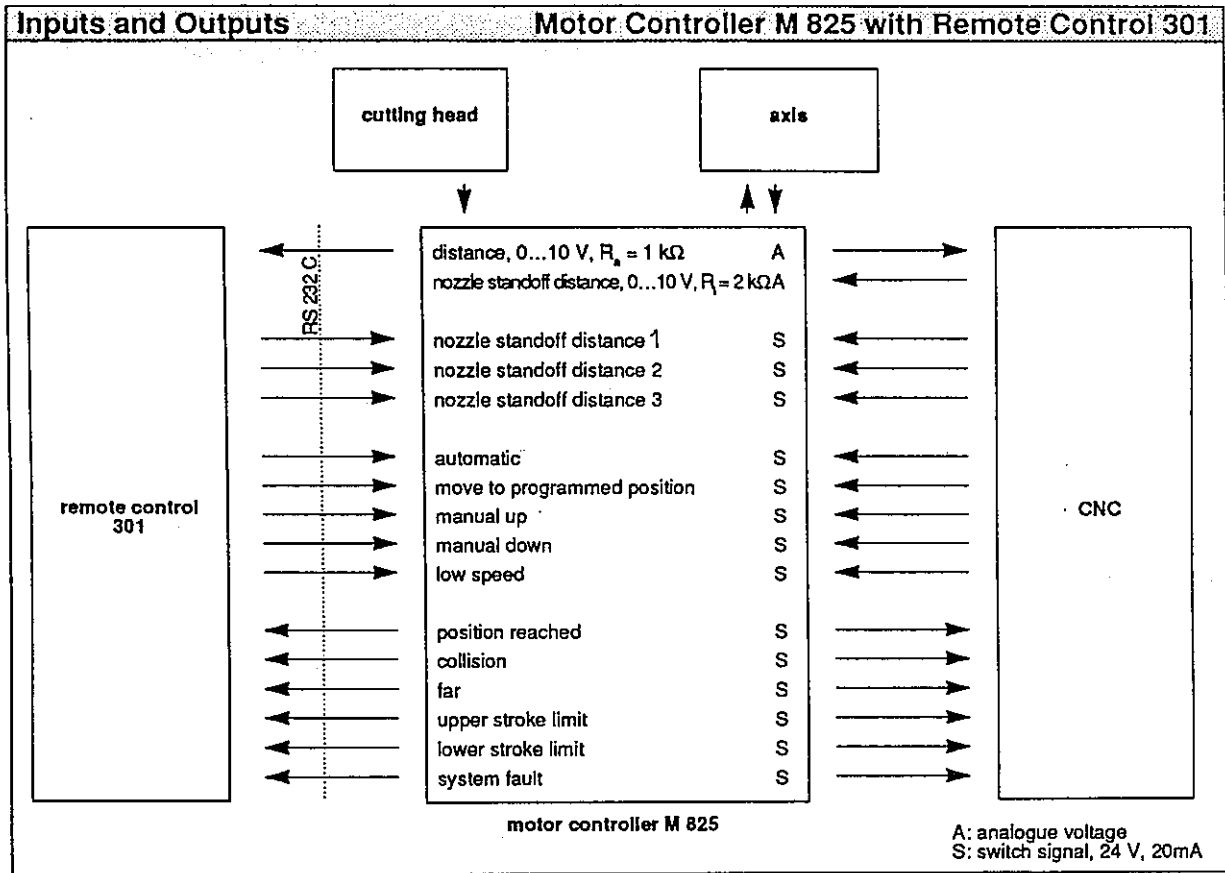 Inputs and Outputs
Motor Controller M 825 with Remote Control 301
cutting head
axis
RS 232 C
distance, 0...10 V, Rₐ = 1 kΩ A
nozzle standoff distance, 0...10 V, Rᵢ = 2 kΩ A
nozzle standoff distance 1 S
nozzle standoff distance 2 S
nozzle standoff distance 3 S
automatic S
move to programmed position S
manual up S
manual down S
low speed S
position reached S
collision S
far S
upper stroke limit S
lower stroke limit S
system fault S
remote control
301
CNC
motor controller M 825
A: analogue voltage
S: switch signal, 24 V, 20mA